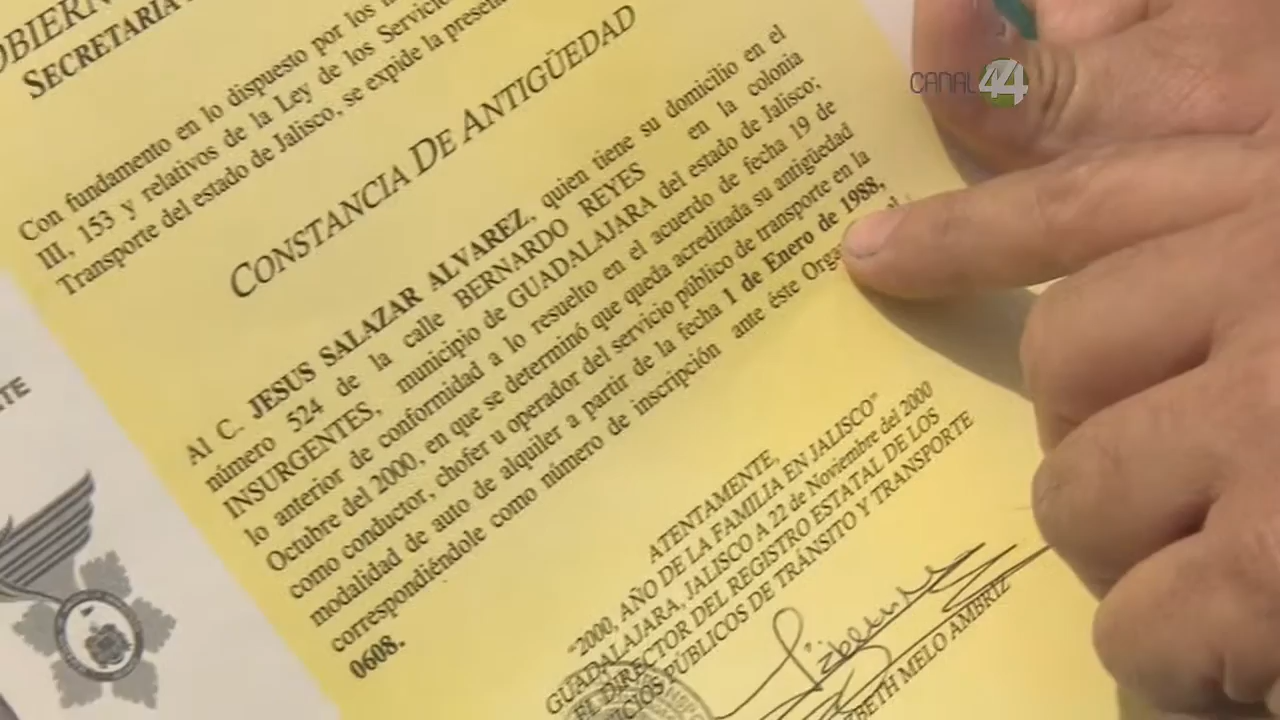 SECRETARÍA
Con fundamento en lo dispuesto por los
III, 153 y relativos de la Ley de los Servicio
Transporte del estado de Jalisco, se expide la present
CONSTANCIA DE ANTIGÜEDAD
Al C. JESUS SALAZAR ALVAREZ, quien tiene su domicilio en el
número 524 de la calle BERNARDO REYES en la colonia
INSURGENTES, municipio de GUADALAJARA del estado de Jalisco;
lo anterior de conformidad a lo resuelto en el acuerdo de fecha 19 de
Octubre del 2000, en que se determinó que queda acreditada su antigüedad
como conductor, chofer u operador del servicio público de transporte en la
modalidad de auto de alquiler a partir de la fecha 1 de Enero de 1988,
correspondiéndole como número de inscripción ante éste Orga
0608.
ATENTAMENTE,
"2000, AÑO DE LA FAMILIA EN JALISCO"
GUADALAJARA, JALISCO A 22 de Noviembre del 2000
EL DIRECTOR DEL REGISTRO ESTATAL DE LOS
VICIOS PÚBLICOS DE TRÁNSITO Y TRANSPORTE
ZBETH MELO AMBRIZ
CANAL 44